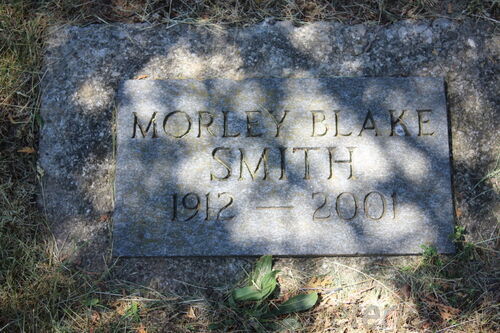 MORLEY BLAKE
SMITH
1912 — 2001